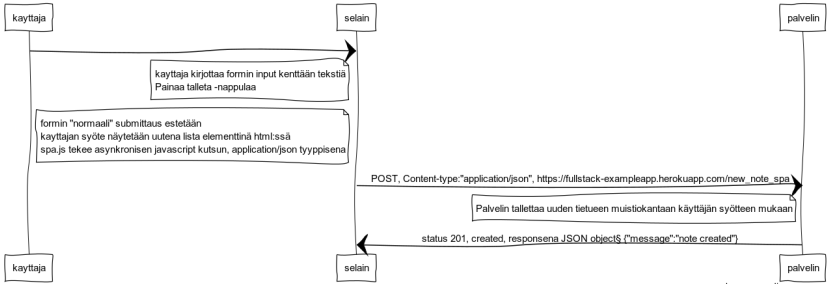 kayttaja
selain
palvelin
kayttaja kirjottaa formin input kenttään tekstiä
Painaa talleta -nappulaa
formin "normaali" submittaus estetään
kayttajan syöte näytetään uutena lista elementtinä html:ssä
spa.js tekee asynkronisen javascript kutsun, application/json tyyppisena
POST, Content-type:"application/json", https://fullstack-exampleapp.herokuapp.com/new_note_spa
Palvelin tallettaa uuden tietueen muistiokantaan käyttäjän syötteen mukaan
status 201, created, responsena JSON object§ {"message":"note created"}
kayttaja
selain
palvelin